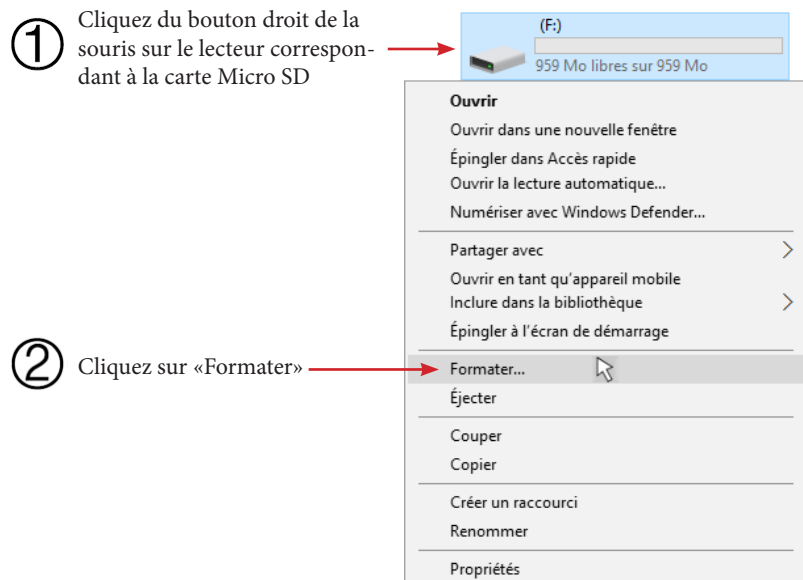 ① Cliquez du bouton droit de la
souris sur le lecteur correspon-
dant à la carte Micro SD
(F:)
959 Mo libres sur 959 Mo
Ouvrir
Ouvrir dans une nouvelle fenêtre
Épingler dans Accès rapide
Ouvrir la lecture automatique...
Numériser avec Windows Defender...
Partager avec
Ouvrir en tant qu'appareil mobile
Inclure dans la bibliothèque
Épingler à l'écran de démarrage
② Cliquez sur «Formater»
Formater...
Éjecter
Couper
Copier
Créer un raccourci
Renommer
Propriétés